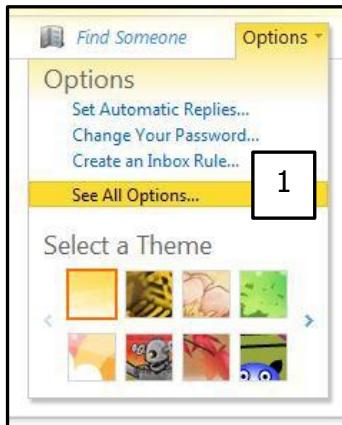 Find Someone Options
Options
Set Automatic Replies...
Change Your Password...
Create an Inbox Rule...
See All Options...
1
Select a Theme